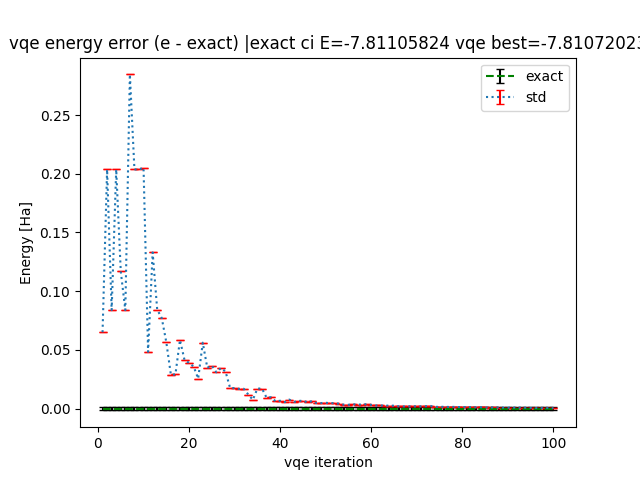 vqe energy error (e - exact) |exact ci E=-7.81105824 vqe best=-7.81072023
exact
std
Energy [Ha]
0.25
0.20
0.15
0.10
0.05
0.00
0 20 40 60 80 100
vqe iteration